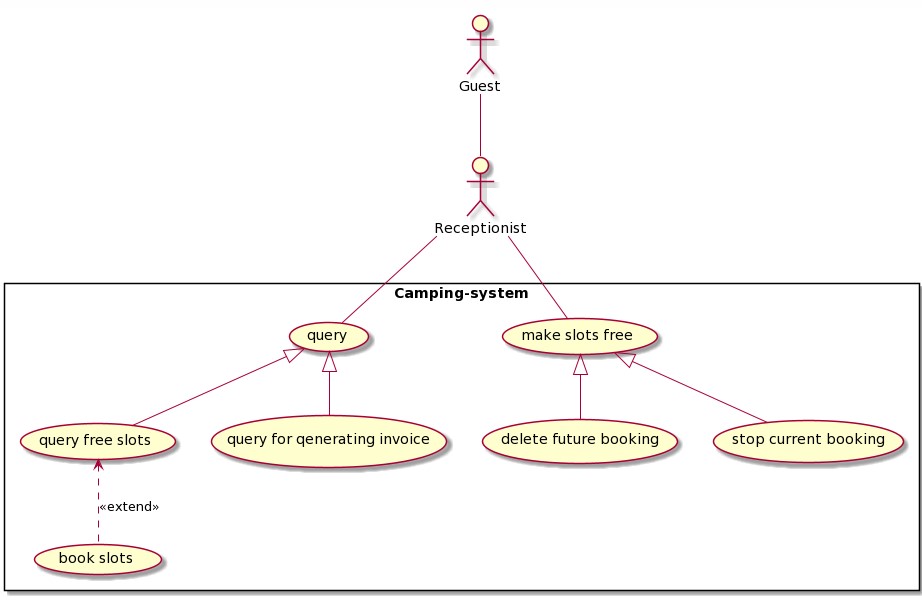 Guest
Receptionist
Camping-system
query
make slots free
query free slots
query for qenerating invoice
delete future booking
stop current booking
«extend»
book slots